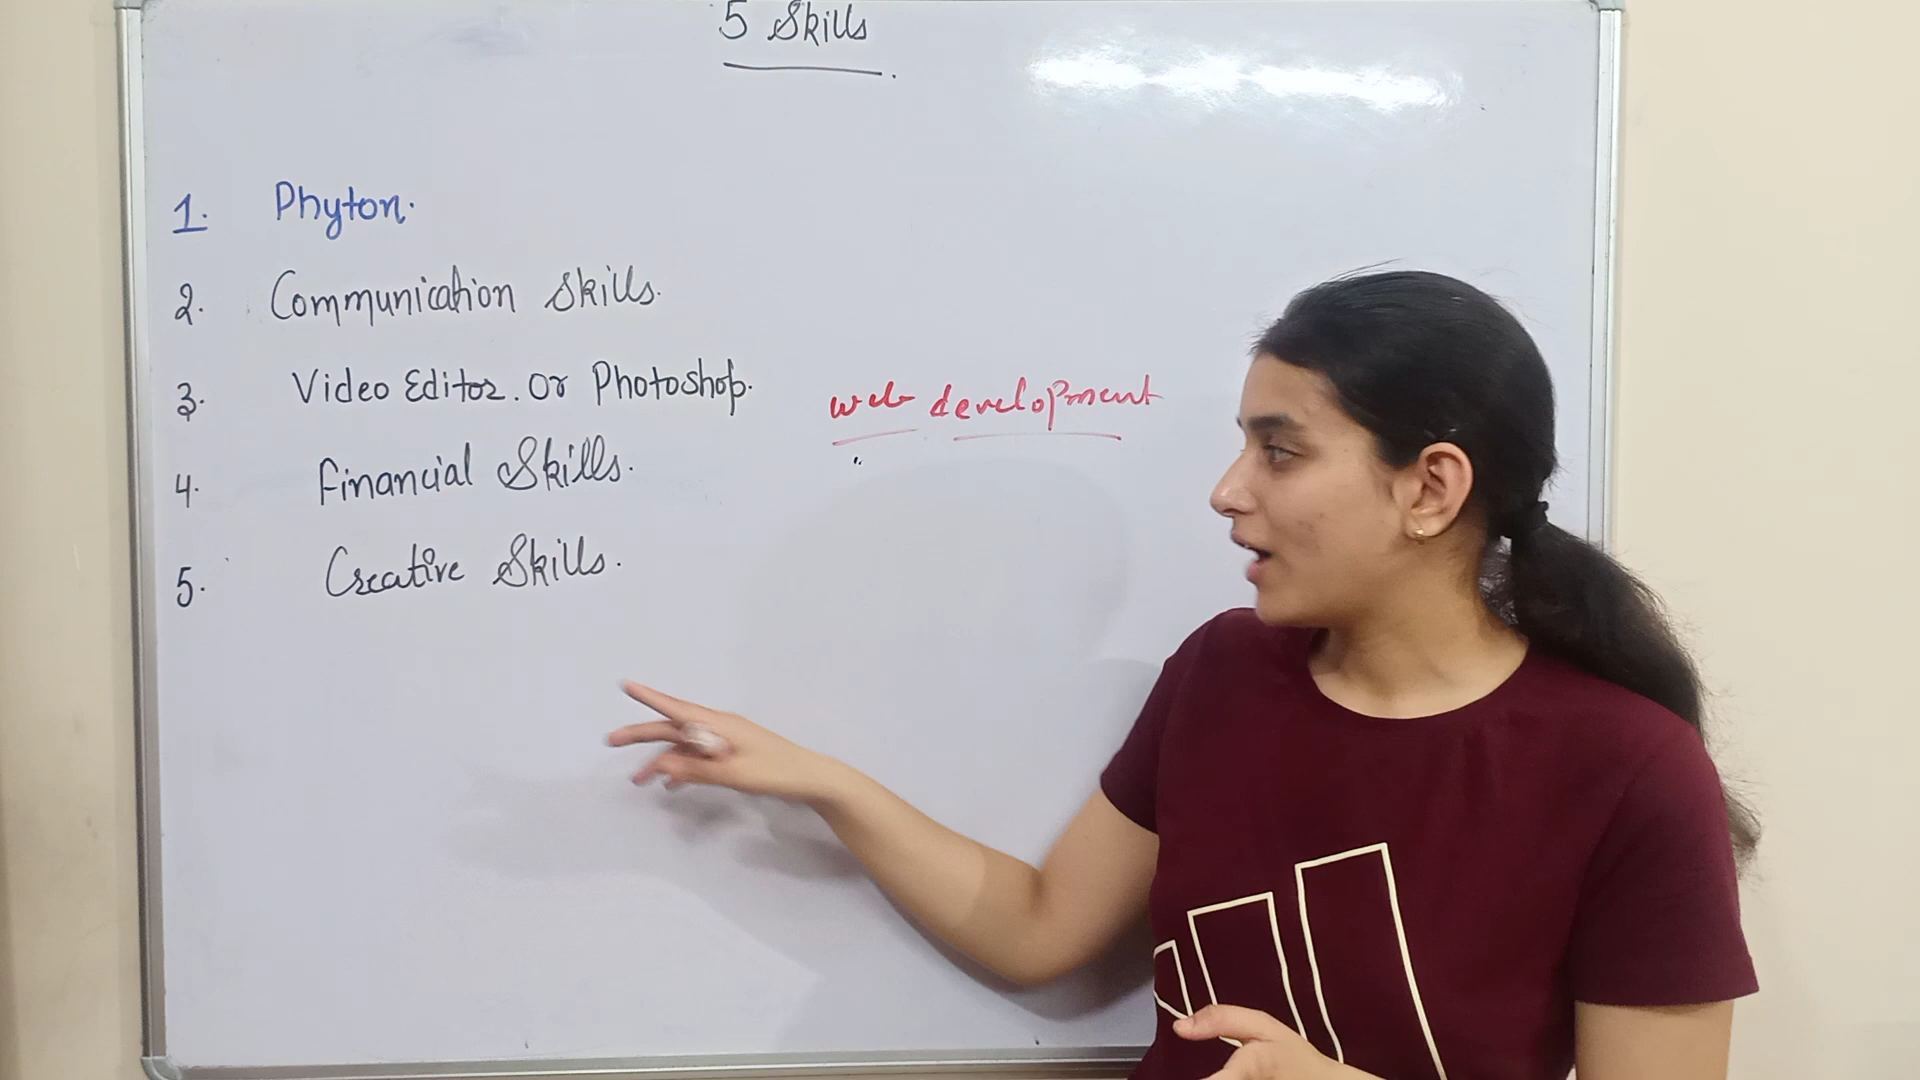 5 Skills
1. Phyton.
2. Communication Skills.
3. Video Editor. Or Photoshop.
web development
4. Financial Skills.
5. Creative Skills.